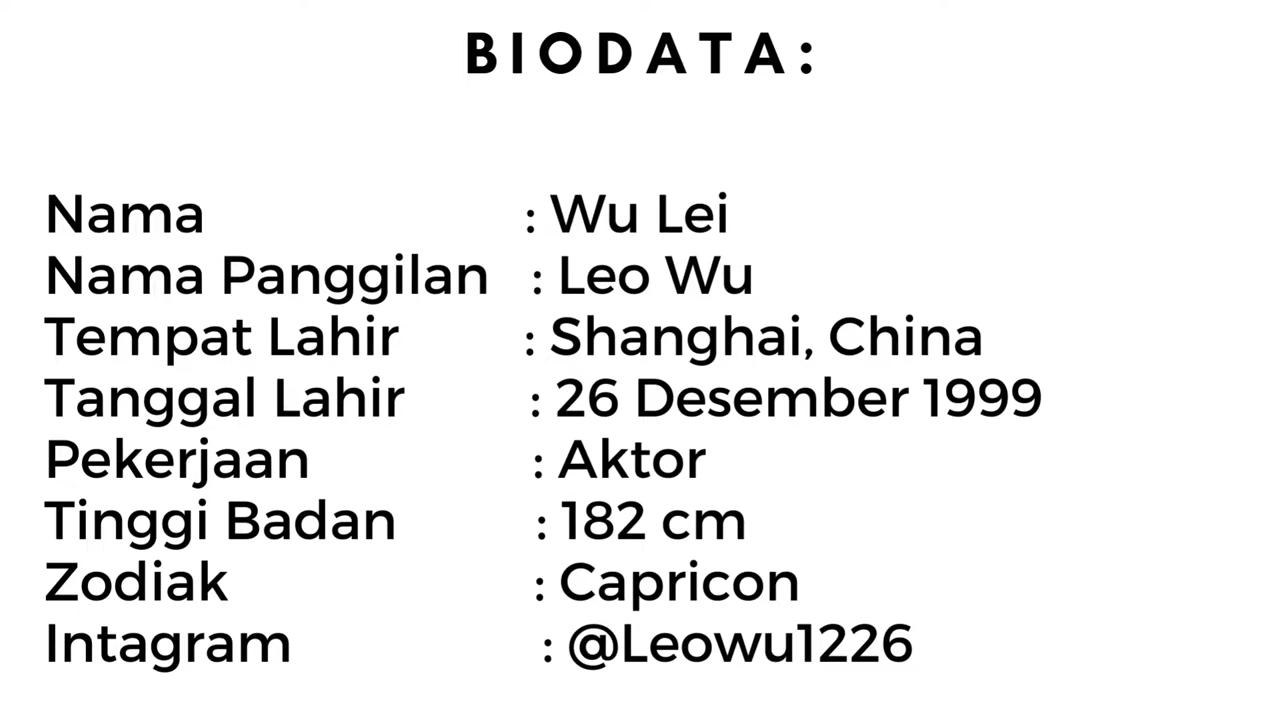 BIODATA:
Nama : Wu Lei
Nama Panggilan : Leo Wu
Tempat Lahir : Shanghai, China
Tanggal Lahir : 26 Desember 1999
Pekerjaan : Aktor
Tinggi Badan : 182 cm
Zodiak : Capricon
Intagram : @Leowu1226